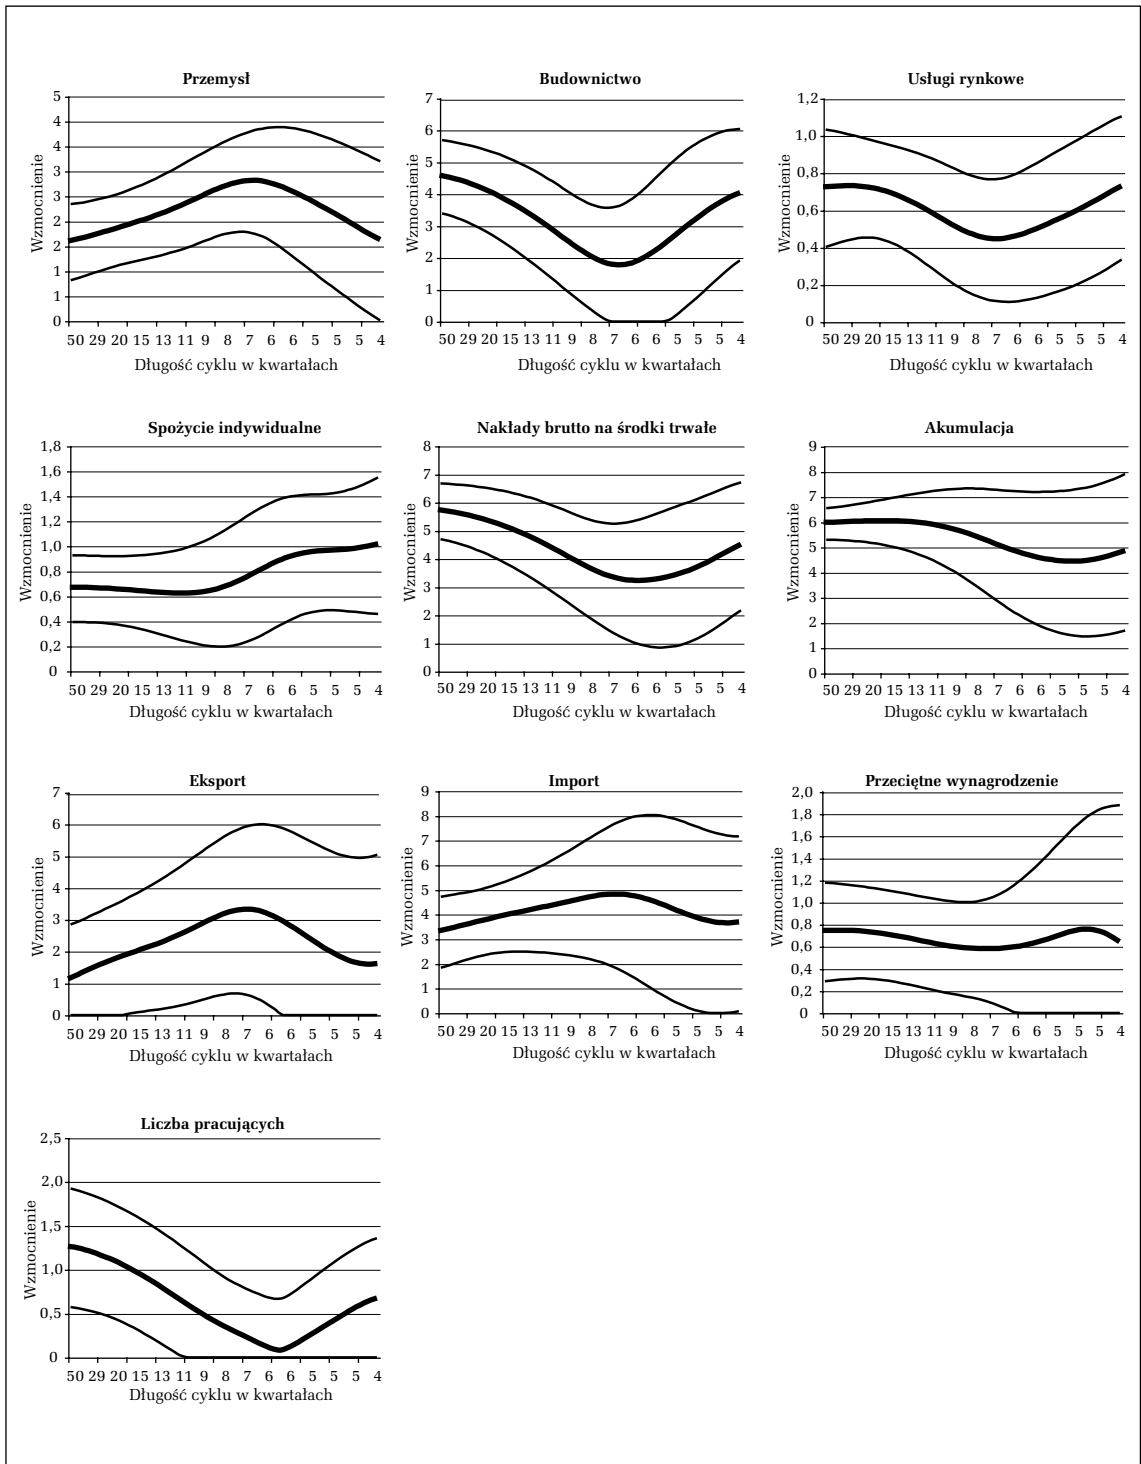 Przemysł
5
4
4
3
3
2
2
1
1
0
Wzmocnienie
50 29 20 15 13 11 9 8 7 6 6 5 5 4
Długość cyklu w kwartałach
Budownictwo
7
6
5
4
3
2
1
0
Wzmocnienie
50 29 20 15 13 11 9 8 7 6 6 5 5 4
Długość cyklu w kwartałach
Usługi rynkowe
1,2
1,0
0,8
0,6
0,4
0,2
0
Wzmocnienie
50 29 20 15 13 11 9 8 7 6 6 5 5 4
Długość cyklu w kwartałach
Spożycie indywidualne
1,8
1,6
1,4
1,2
1,0
0,8
0,6
0,4
0,2
0
Wzmocnienie
50 29 20 15 13 11 9 8 7 6 6 5 5 4
Długość cyklu w kwartałach
Nakłady brutto na środki trwałe
8
7
6
5
4
3
2
1
0
Wzmocnienie
50 29 20 15 13 11 9 8 7 6 6 5 5 4
Długość cyklu w kwartałach
Akumulacja
9
8
7
6
5
4
3
2
1
0
Wzmocnienie
50 29 20 15 13 11 9 8 7 6 6 5 5 4
Długość cyklu w kwartałach
Eksport
7
6
5
4
3
2
1
0
Wzmocnienie
50 29 20 15 13 11 9 8 7 6 6 5 5 4
Długość cyklu w kwartałach
Import
9
8
7
6
5
4
3
2
1
0
Wzmocnienie
50 29 20 15 13 11 9 8 7 6 6 5 5 4
Długość cyklu w kwartałach
Przeciętne wynagrodzenie
2,0
1,8
1,6
1,4
1,2
1,0
0,8
0,6
0,4
0,2
0
Wzmocnienie
50 29 20 15 13 11 9 8 7 6 6 5 5 4
Długość cyklu w kwartałach
Liczba pracujących
2,5
2,0
1,5
1,0
0,5
0
Wzmocnienie
50 29 20 15 13 11 9 8 7 6 6 5 5 4
Długość cyklu w kwartałach